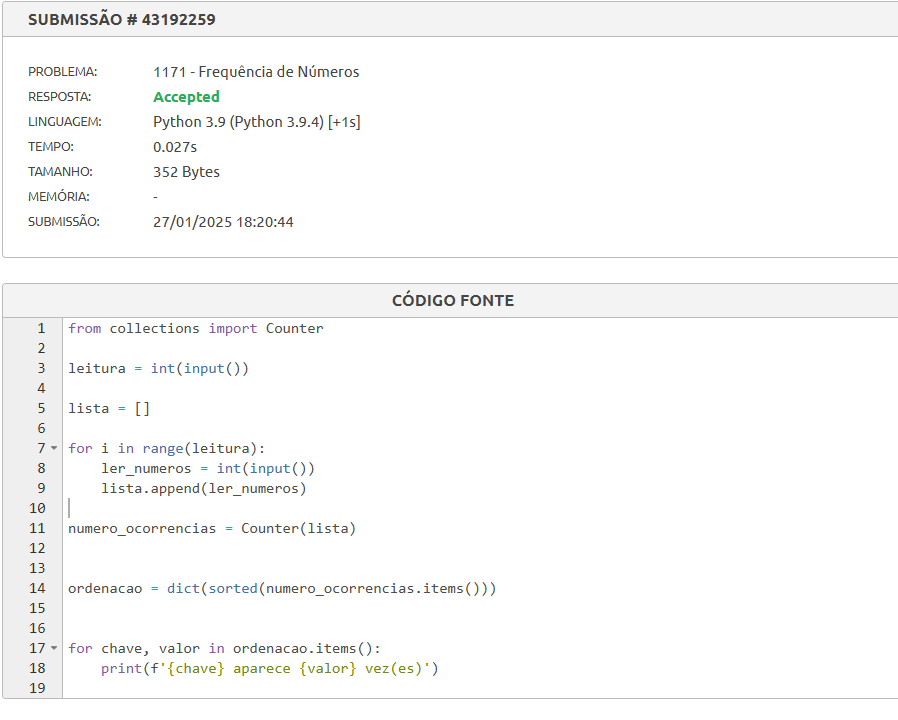 SUBMISSÃO # 43192259
PROBLEMA: 1171 - Frequência de Números
RESPOSTA: Accepted
LINGUAGEM: Python 3.9 (Python 3.9.4) [+1s]
TEMPO: 0.027s
TAMANHO: 352 Bytes
MEMÓRIA: -
SUBMISSÃO: 27/01/2025 18:20:44
CÓDIGO FONTE
1 from collections import Counter
2
3 leitura = int(input())
4
5 lista = []
6
7 for i in range(leitura):
8     ler_numeros = int(input())
9     lista.append(ler_numeros)
10
11 numero_ocorrencias = Counter(lista)
12
13
14 ordenacao = dict(sorted(numero_ocorrencias.items()))
15
16
17 for chave, valor in ordenacao.items():
18     print(f'{chave} aparece {valor} vez(es)')
19